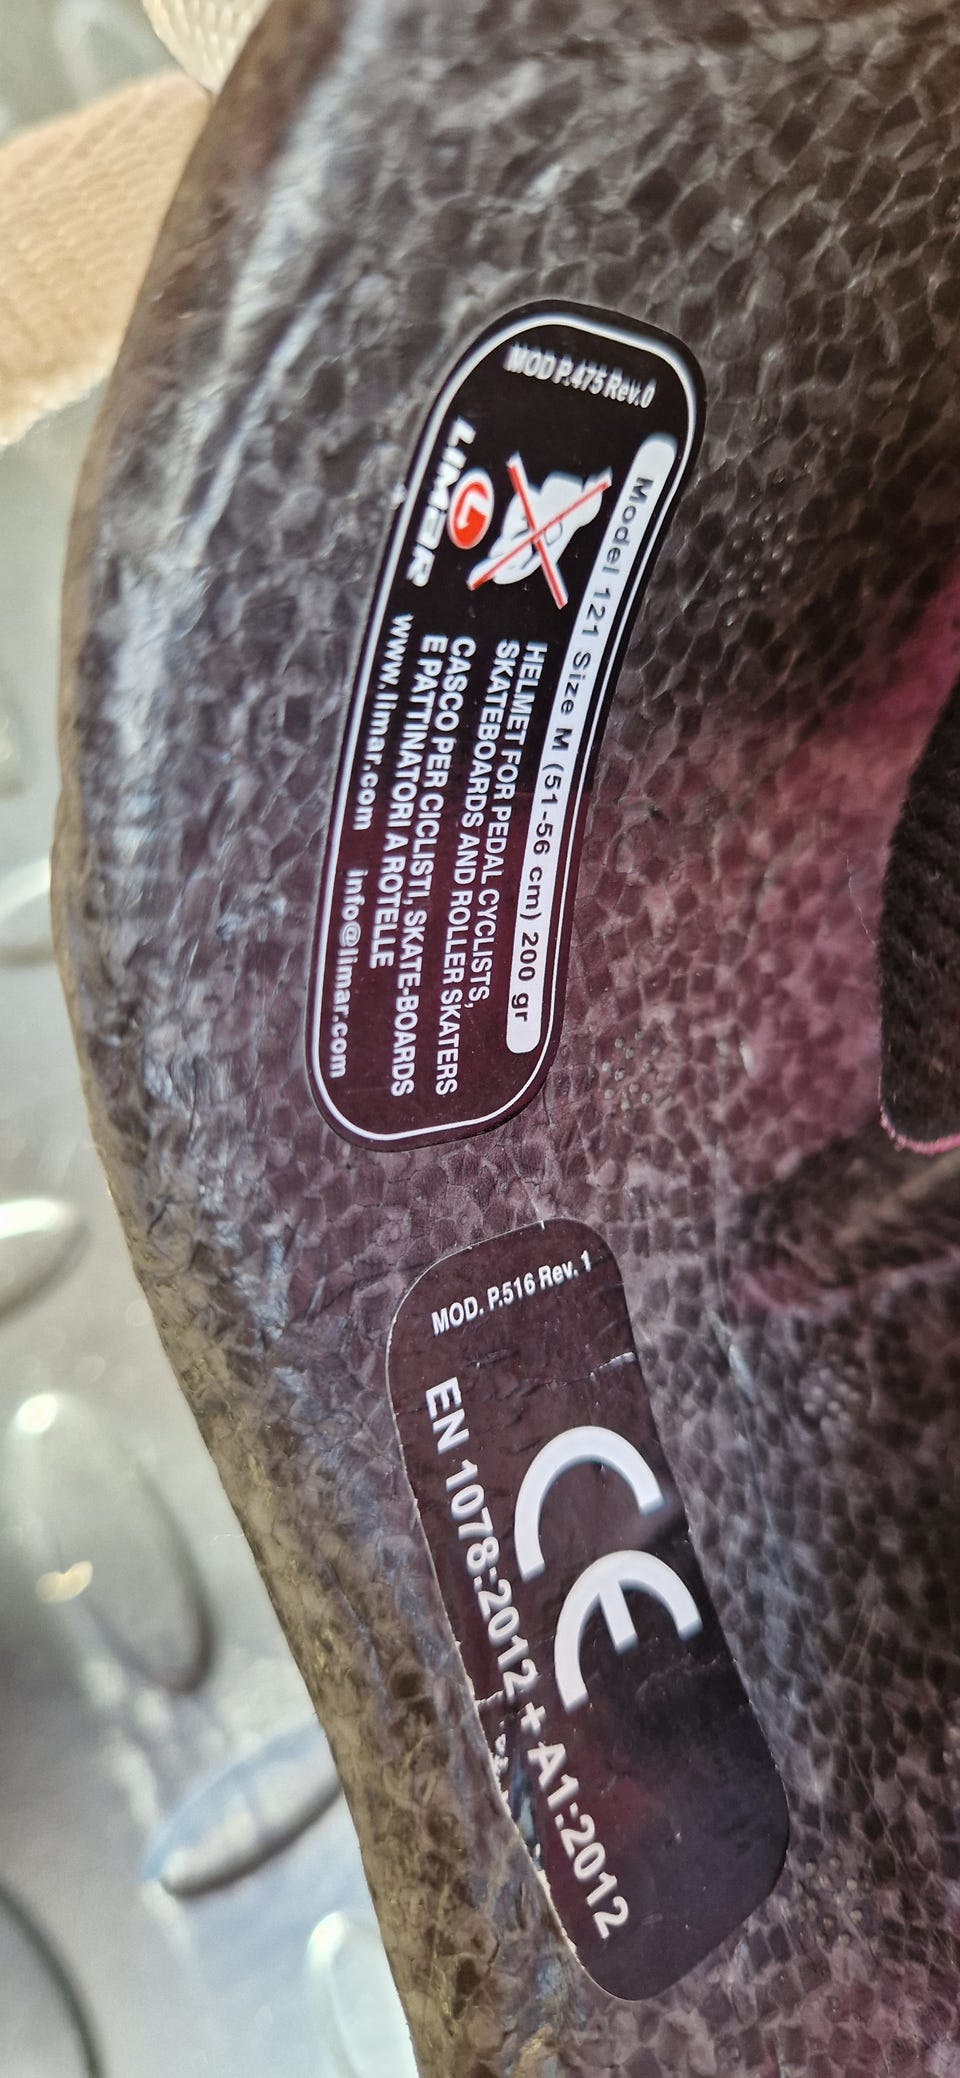 MOD P.475 Rev.0
Model 121 Size M (51-56 cm) 200 gr
HELMET FOR PEDAL CYCLISTS,
SKATEBOARDS AND ROLLER SKATERS
CASCO PER CICLISTI, SKATE-BOARDS
E PATTINATORI A ROTELLE
LIMAR
www.limar.com info@limar.com
MOD. P.516 Rev. 1
CE
EN 1078:2012 + A1:2012